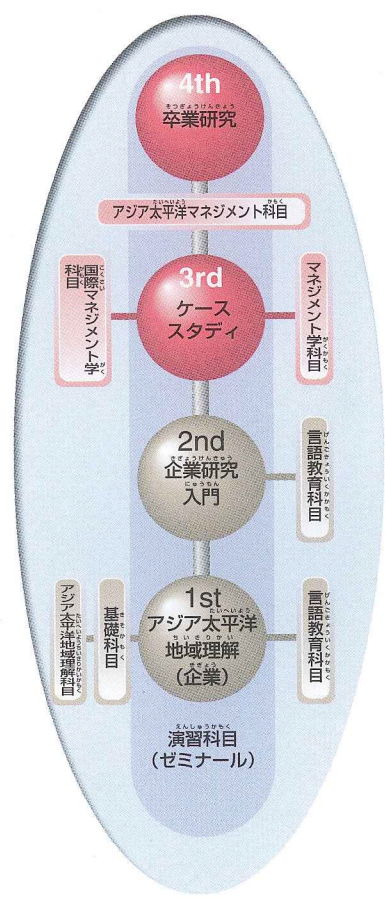 4th
卒業研究
アジア太平洋マネジメント科目
3rd
ケース
スタディ
国際マネジメント学
科目
マネジメント学科目
2nd
企業研究
入門
言語教育科目
1st
アジア太平洋
地域理解
(企業)
基礎科目
アジア太平洋地域理解科目
言語教育科目
演習科目
(ゼミナール)